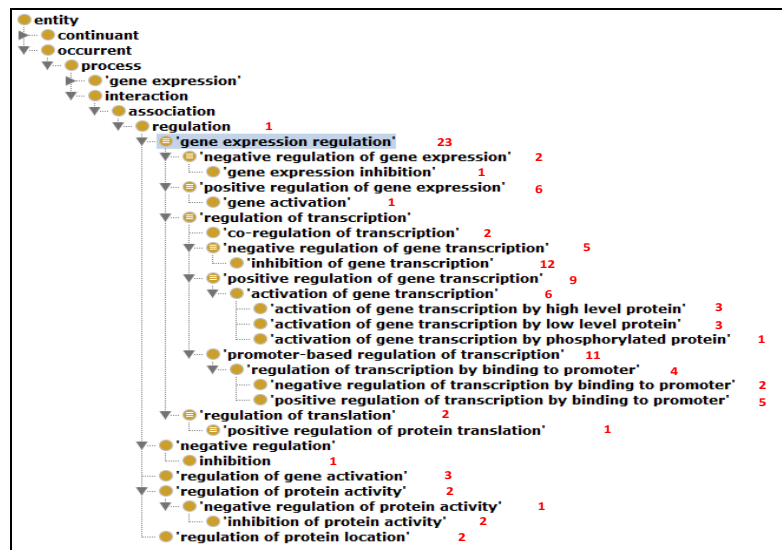 entity
continuant
occurrent
process
'gene expression'
interaction
association
regulation 1
'gene expression regulation' 23
'negative regulation of gene expression' 2
'gene expression inhibition' 1
'positive regulation of gene expression' 6
'gene activation' 1
'regulation of transcription'
'co-regulation of transcription' 2
'negative regulation of gene transcription' 5
'inhibition of gene transcription' 12
'positive regulation of gene transcription' 9
'activation of gene transcription' 6
'activation of gene transcription by high level protein' 3
'activation of gene transcription by low level protein' 3
'activation of gene transcription by phosphorylated protein' 1
'promoter-based regulation of transcription' 11
'regulation of transcription by binding to promoter' 4
'negative regulation of transcription by binding to promoter' 2
'positive regulation of transcription by binding to promoter' 5
'regulation of translation' 2
'positive regulation of protein translation' 1
'negative regulation'
inhibition 1
'regulation of gene activation' 3
'regulation of protein activity' 2
'negative regulation of protein activity' 1
'inhibition of protein activity' 2
'regulation of protein location' 2